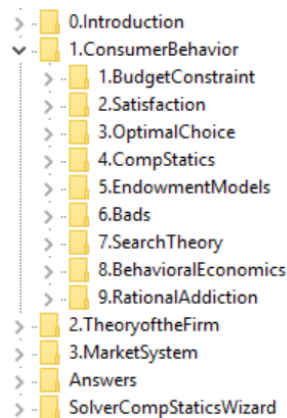 0.Introduction
1.ConsumerBehavior
1.BudgetConstraint
2.Satisfaction
3.OptimalChoice
4.CompStatics
5.EndowmentModels
6.Bads
7.SearchTheory
8.BehavioralEconomics
9.RationalAddiction
2.TheoryoftheFirm
3.MarketSystem
Answers
SolverCompStaticsWizard